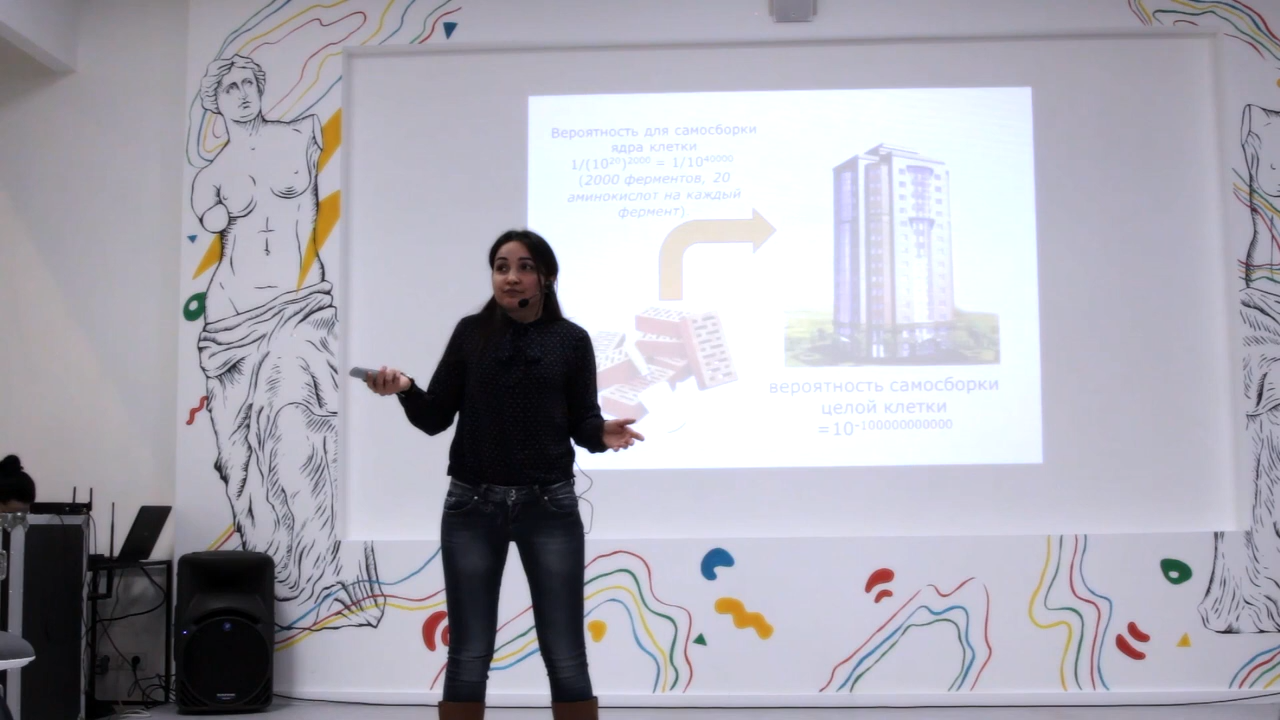 Вероятность для самосборки
ядра клетки
1/(10²⁰)²⁰⁰⁰ = 1/10⁴⁰⁰⁰⁰
(2000 ферментов, 20
аминокислот на каждый
фермент)
вероятность самосборки
целой клетки
=10⁻¹⁰⁰⁰⁰⁰⁰⁰⁰⁰⁰⁰